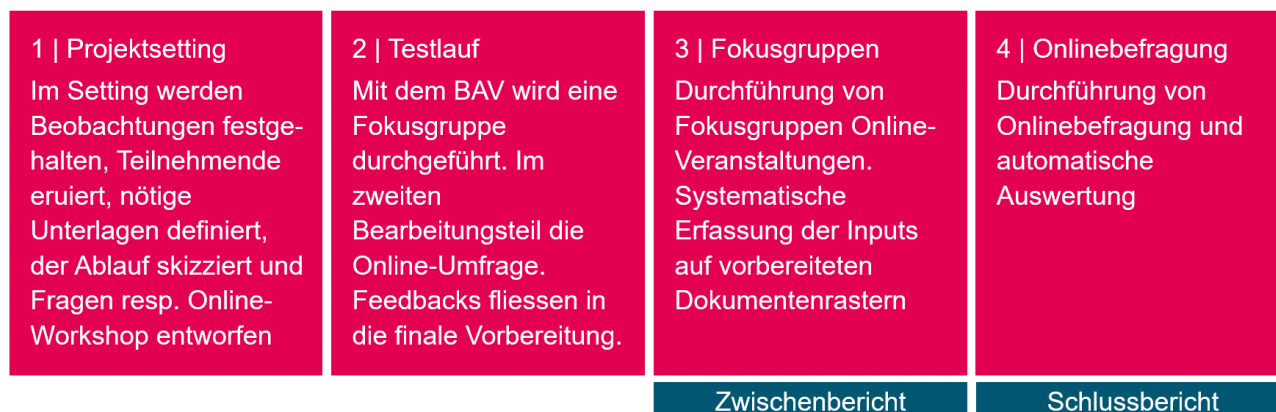 1 | Projektsetting
Im Setting werden
Beobachtungen festge-
halten, Teilnehmende
eruiert, nötige
Unterlagen definiert,
der Ablauf skizziert und
Fragen resp. Online-
Workshop entworfen
2 | Testlauf
Mit dem BAV wird eine
Fokusgruppe
durchgeführt. Im
zweiten
Bearbeitungsteil die
Online-Umfrage.
Feedbacks fliessen in
die finale Vorbereitung.
3 | Fokusgruppen
Durchführung von
Fokusgruppen Online-
Veranstaltungen.
Systematische
Erfassung der Inputs
auf vorbereiteten
Dokumentenrastern
4 | Onlinebefragung
Durchführung von
Onlinebefragung und
automatische
Auswertung
Zwischenbericht
Schlussbericht